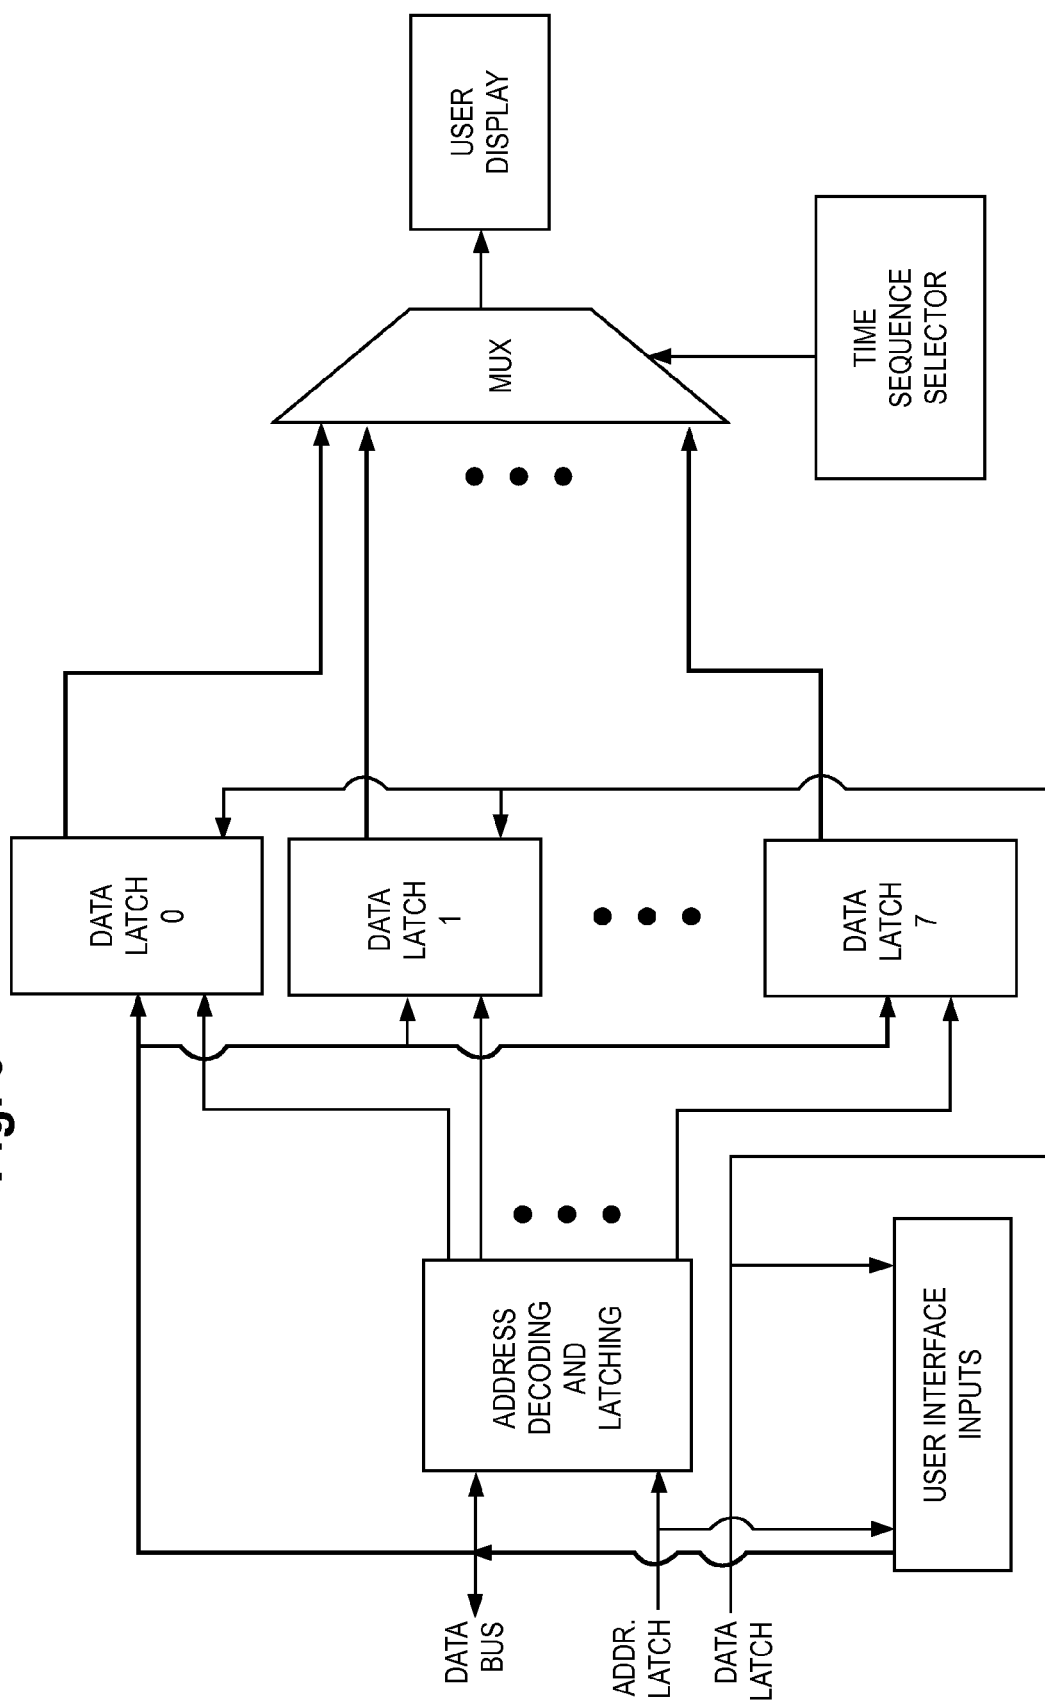 USER
DISPLAY
MUX
TIME
SEQUENCE
SELECTOR
DATA
LATCH
0
DATA
LATCH
1
DATA
LATCH
7
ADDRESS
DECODING
AND
LATCHING
USER INTERFACE
INPUTS
DATA
BUS
ADDR.
LATCH
DATA
LATCH